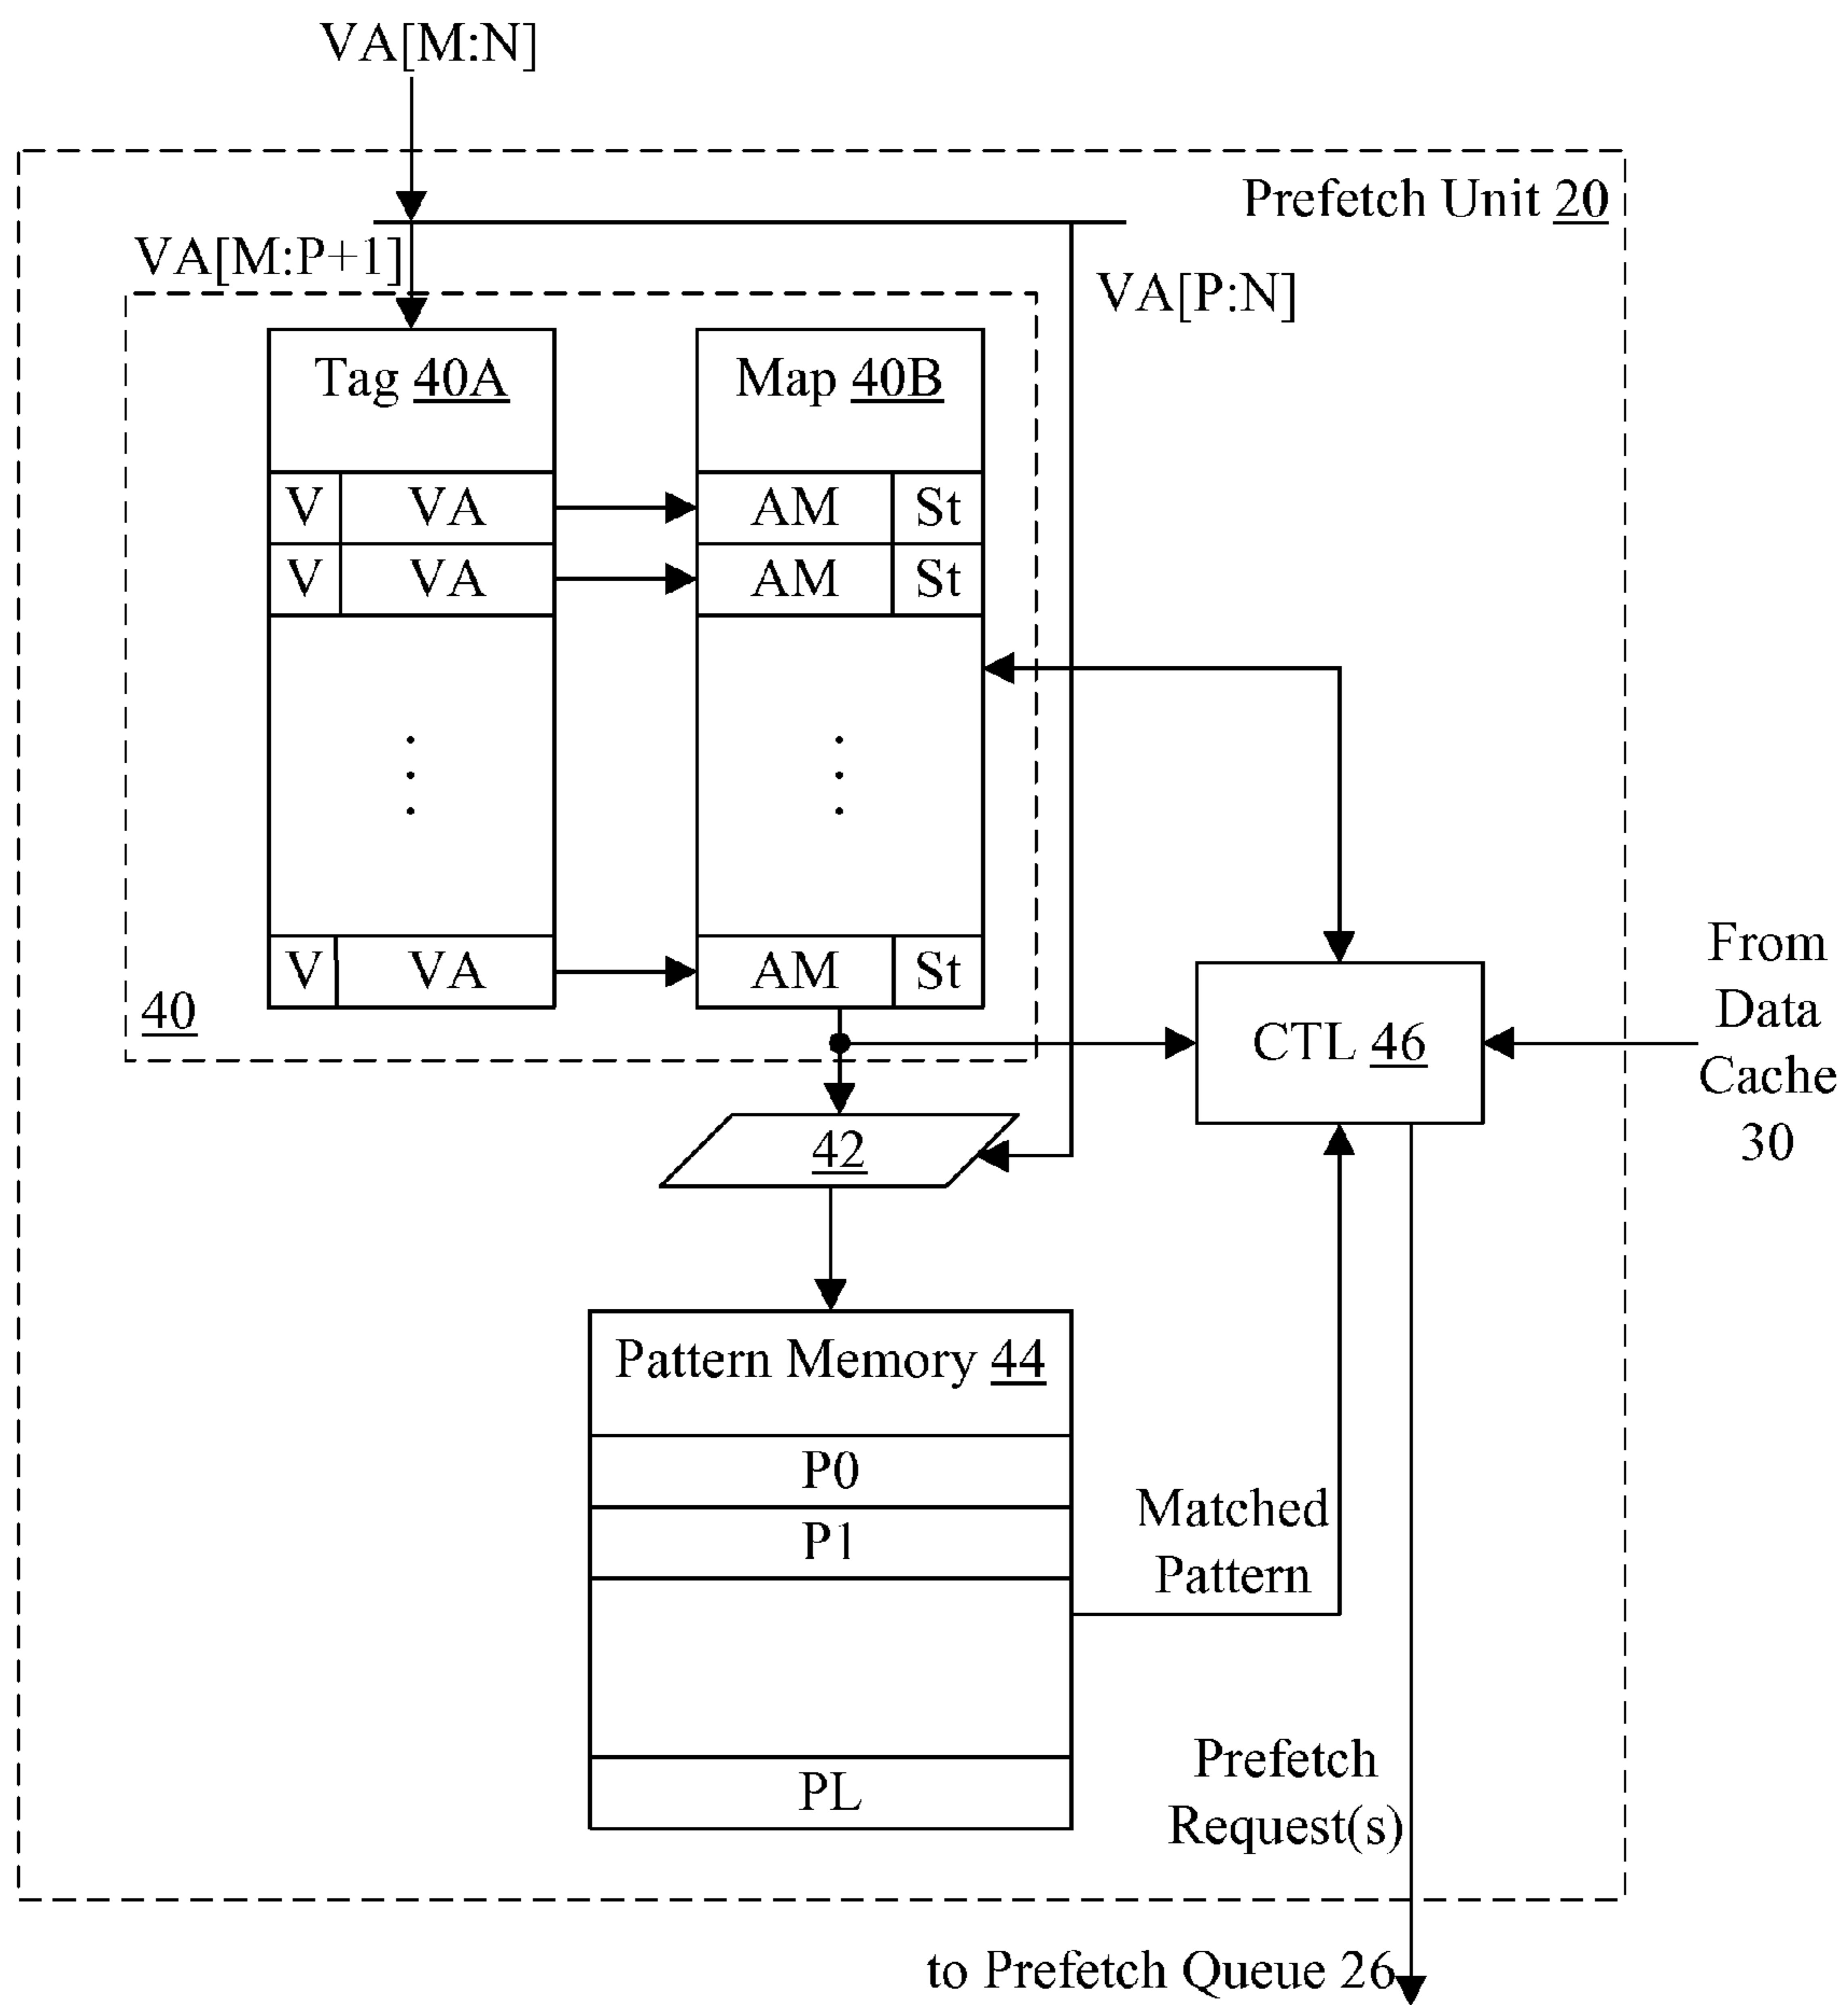 VA[M:N]
Prefetch Unit 20
VA[M:P+1]
VA[P:N]
Tag 40A
Map 40B
V VA AM St
V VA AM St
V VA AM St
40
From
Data
Cache
30
CTL 46
42
Pattern Memory 44
P0
P1
PL
Matched
Pattern
Prefetch
Request(s)
to Prefetch Queue 26